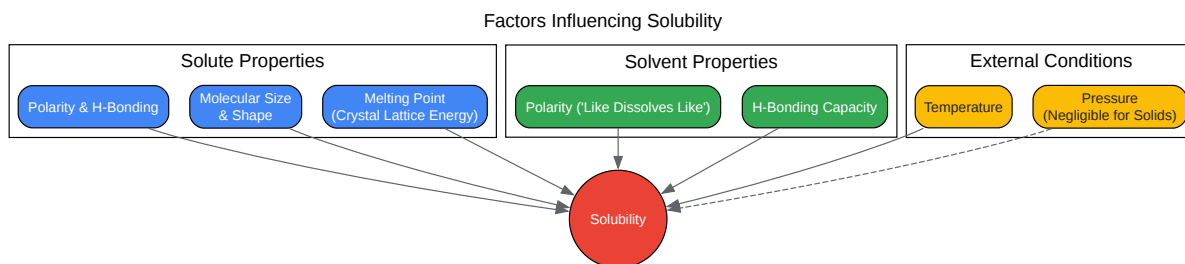 Factors Influencing Solubility
Solute Properties
Solvent Properties
External Conditions
Polarity & H-Bonding
Molecular Size
& Shape
Melting Point
(Crystal Lattice Energy)
Polarity ('Like Dissolves Like')
H-Bonding Capacity
Temperature
Pressure
(Negligible for Solids)
Solubility